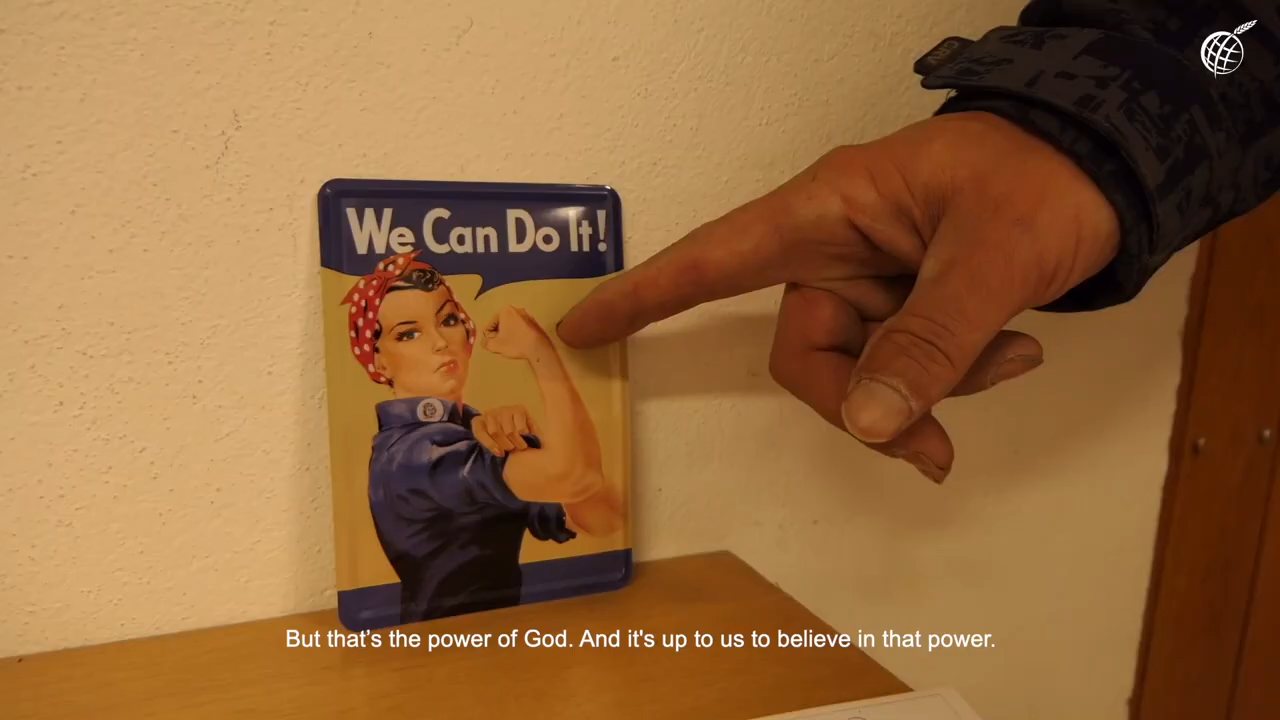 We Can Do It!
But that's the power of God. And it's up to us to believe in that power.